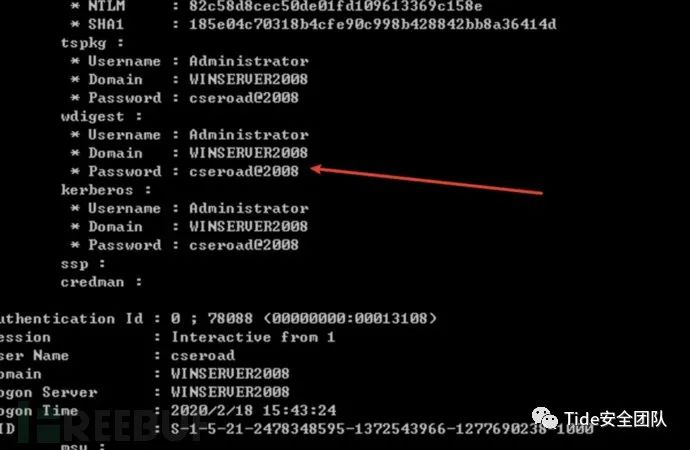 * NTLM     : 82c58d8cec50de01fd109613369c158e
* SHA1     : 185e04c70318b4cfe90c998b428842bb8a36414d
tspkg :
* Username : Administrator
* Domain   : WINSERVER2008
* Password : cseroad@2008
wdigest :
* Username : Administrator
* Domain   : WINSERVER2008
* Password : cseroad@2008
kerberos :
* Username : Administrator
* Domain   : WINSERVER2008
* Password : cseroad@2008
ssp :
credman :
uthentication Id : 0 ; 78088 (00000000:00013108)
ession           : Interactive from 1
ser Name         : cseroad
omain            : WINSERVER2008
ogon Server      : WINSERVER2008
ogon Time        : 2020/2/18 15:43:24
ID               : S-1-5-21-2478348595-1372543966-1277690238-1000
msv :
REEBUF
Tide安全团队